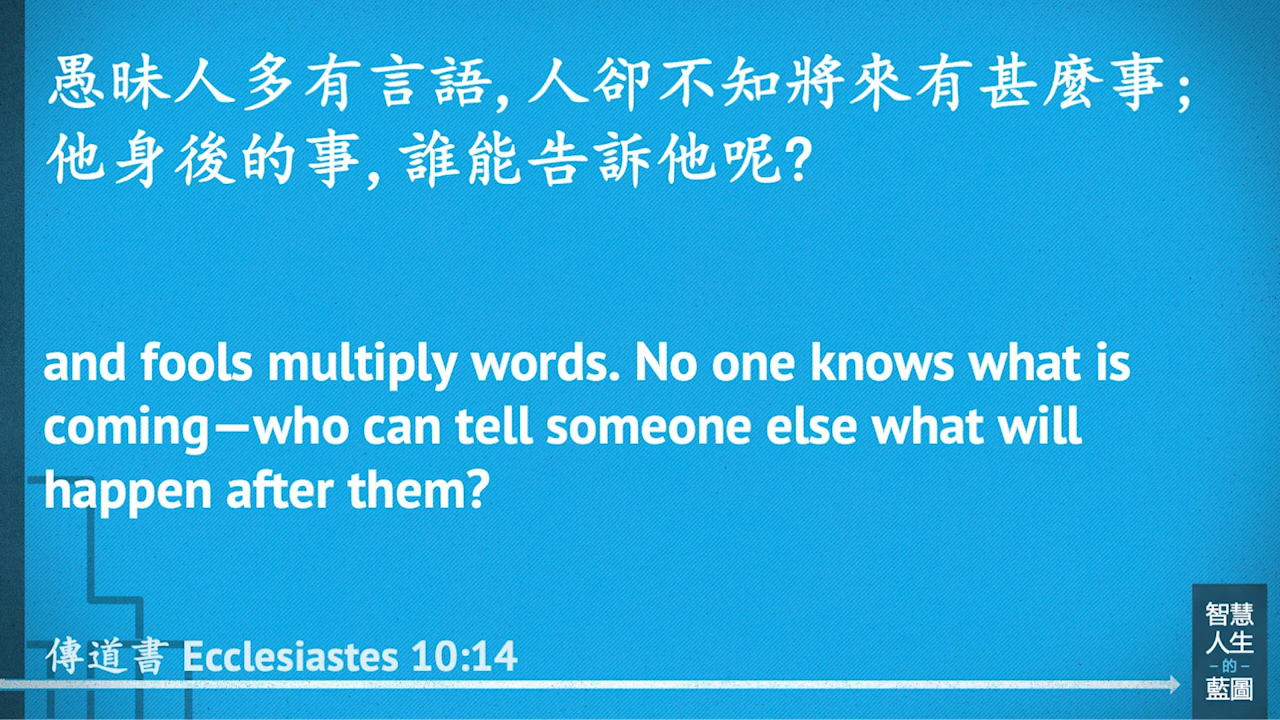 愚昧人多有言語,人卻不知將來有甚麼事;
他身後的事,誰能告訴他呢?
and fools multiply words. No one knows what is
coming—who can tell someone else what will
happen after them?
傳道書 Ecclesiastes 10:14
智慧
人生
-的-
藍圖